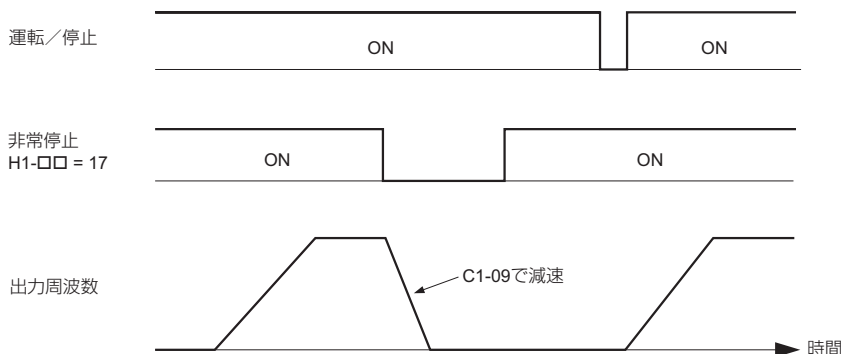 運転／停止
ON
ON
非常停止
H1-□□ = 17
ON
ON
出力周波数
C1-09で減速
時間